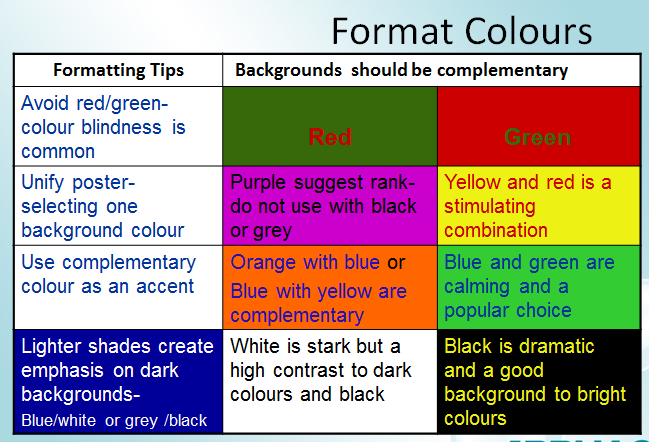 Format Colours
Formatting Tips
Backgrounds should be complementary
Avoid red/green-
colour blindness is
common
Red
Green
Unify poster-
selecting one
background colour
Purple suggest rank-
do not use with black
or grey
Yellow and red is a
stimulating
combination
Use complementary
colour as an accent
Orange with blue or
Blue with yellow are
complementary
Blue and green are
calming and a
popular choice
Lighter shades create
emphasis on dark
backgrounds-
Blue/white or grey /black
White is stark but a
high contrast to dark
colours and black
Black is dramatic
and a good
background to bright
colours